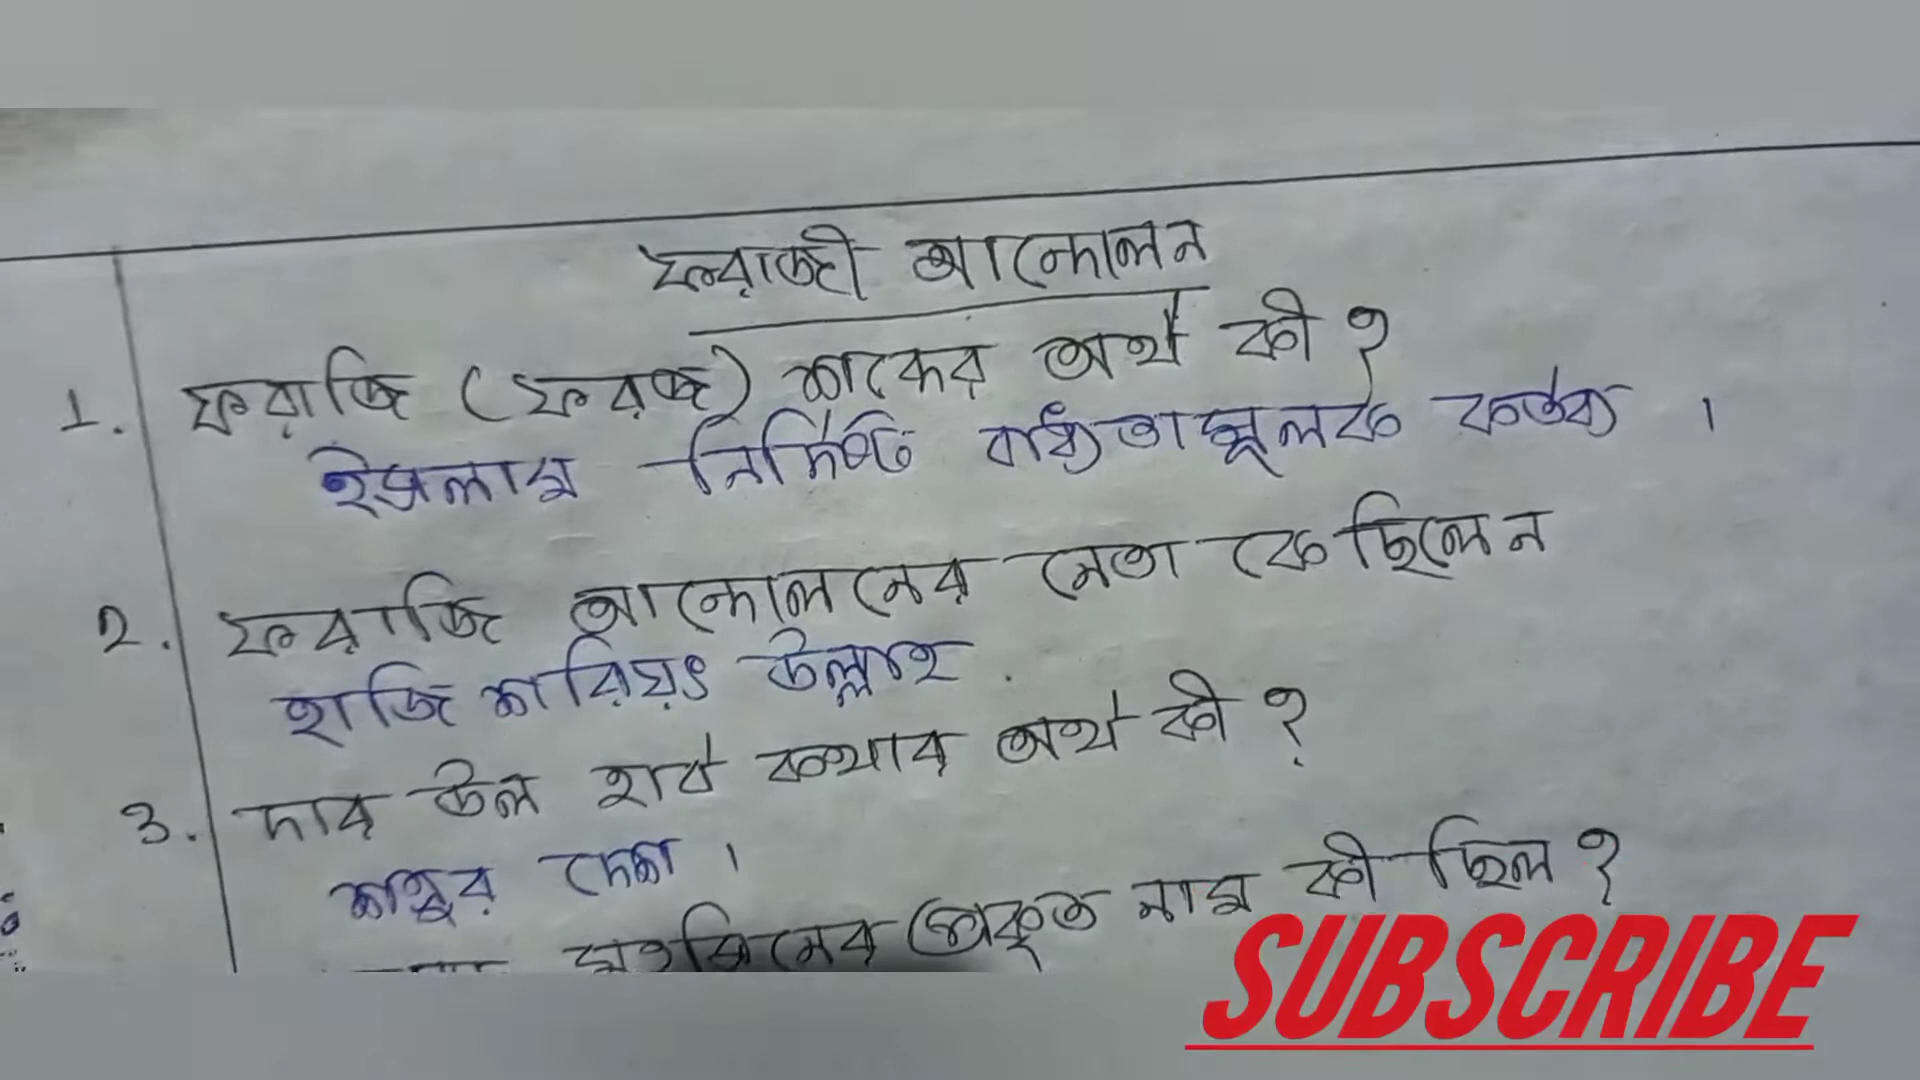 ফরাজী আন্দোলন
1. ফরাজি (ফরজ) শব্দের অর্থ কী ?
ইসলাম নির্দিষ্ট বাধ্যতামূলক কর্তব্য ।
2. ফরাজি আন্দোলনের নেতা কে ছিলেন
হাজি শরিয়ৎ উল্লাহ .
3. দার উল হার্ব কথার অর্থ কী ?
শত্রুর দেশ ।
প্রকৃত নাম কী ছিল ?
SUBSCRIBE